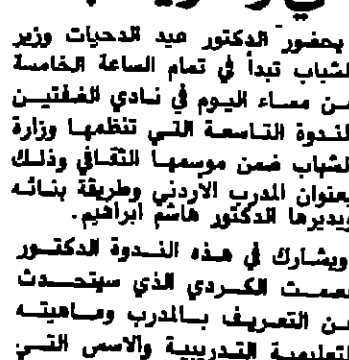 بحضور الدكتور عيد الدحيات وزير
الشباب تبدأ في تمام الساعة الخامسة
من مساء اليوم في نادي الضفتين
الندوة التاسعة التي تنظمها وزارة
الشباب ضمن موسمها الثقافي وذلك
بعنوان المدرب الاردني وطريقة بنائه
ويديرها الدكتور هاشم ابراهيم.
ويشارك في هذه الندوة الدكتور
عصمت الكردي الذي سيتحدث
عن التعريف بالمدرب وماهيته
التعليمية التدريبية والاسس التي